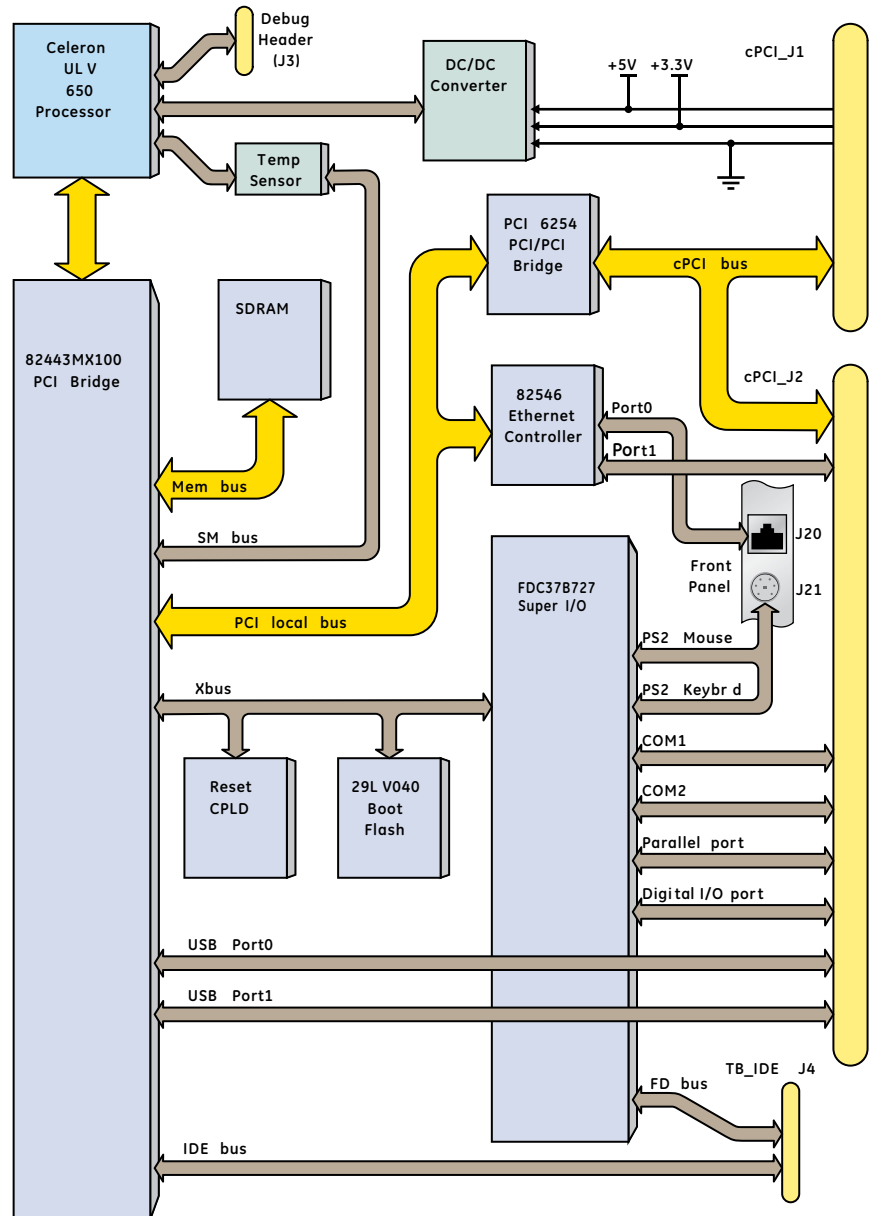 Celeron
UL V
650
Processor
Debug
Header
(J3)
DC/DC
Converter
+5V
+3.3V
cPCI_J1
Temp
Sensor
PCI 6254
PCI/PCI
Bridge
cPCI bus
82443MX100
PCI Bridge
SDRAM
82546
Ethernet
Controller
cPCI_J2
Port0
Port1
Mem bus
SM bus
J20
Front
Panel
J21
FDC37B727
Super I/O
PCI local bus
PS2 Mouse
Xbus
PS2 Keybr d
COM1
Reset
CPLD
29L V040
Boot
Flash
COM2
Parallel port
Digital I/O port
USB Port0
USB Port1
TB_IDE J4
FD bus
IDE bus